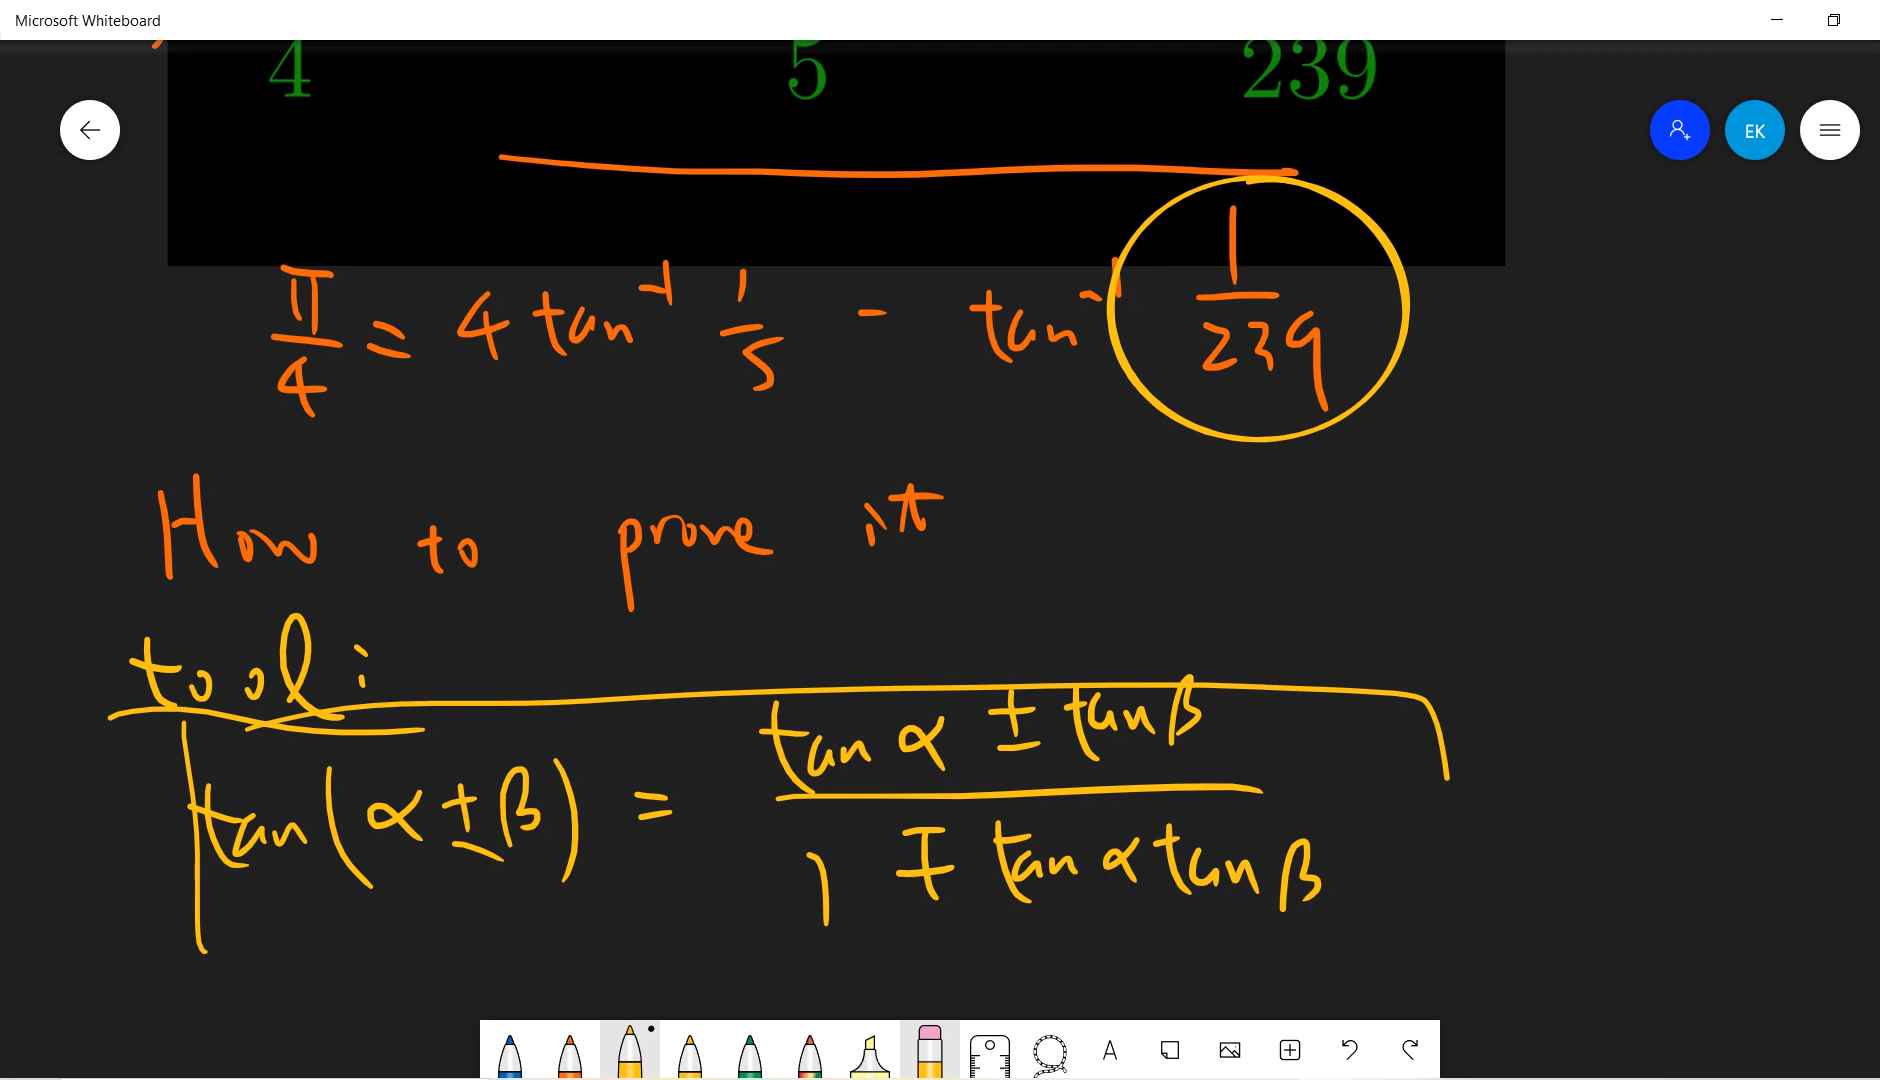 Microsoft Whiteboard
4 5 239
EK
π/4 = 4 tan⁻¹ 1/5 - tan⁻¹ 1/239
How to prove it
tool:
tan(α ± β) = (tan α ± tan β)/(1 ∓ tan α tan β)
A